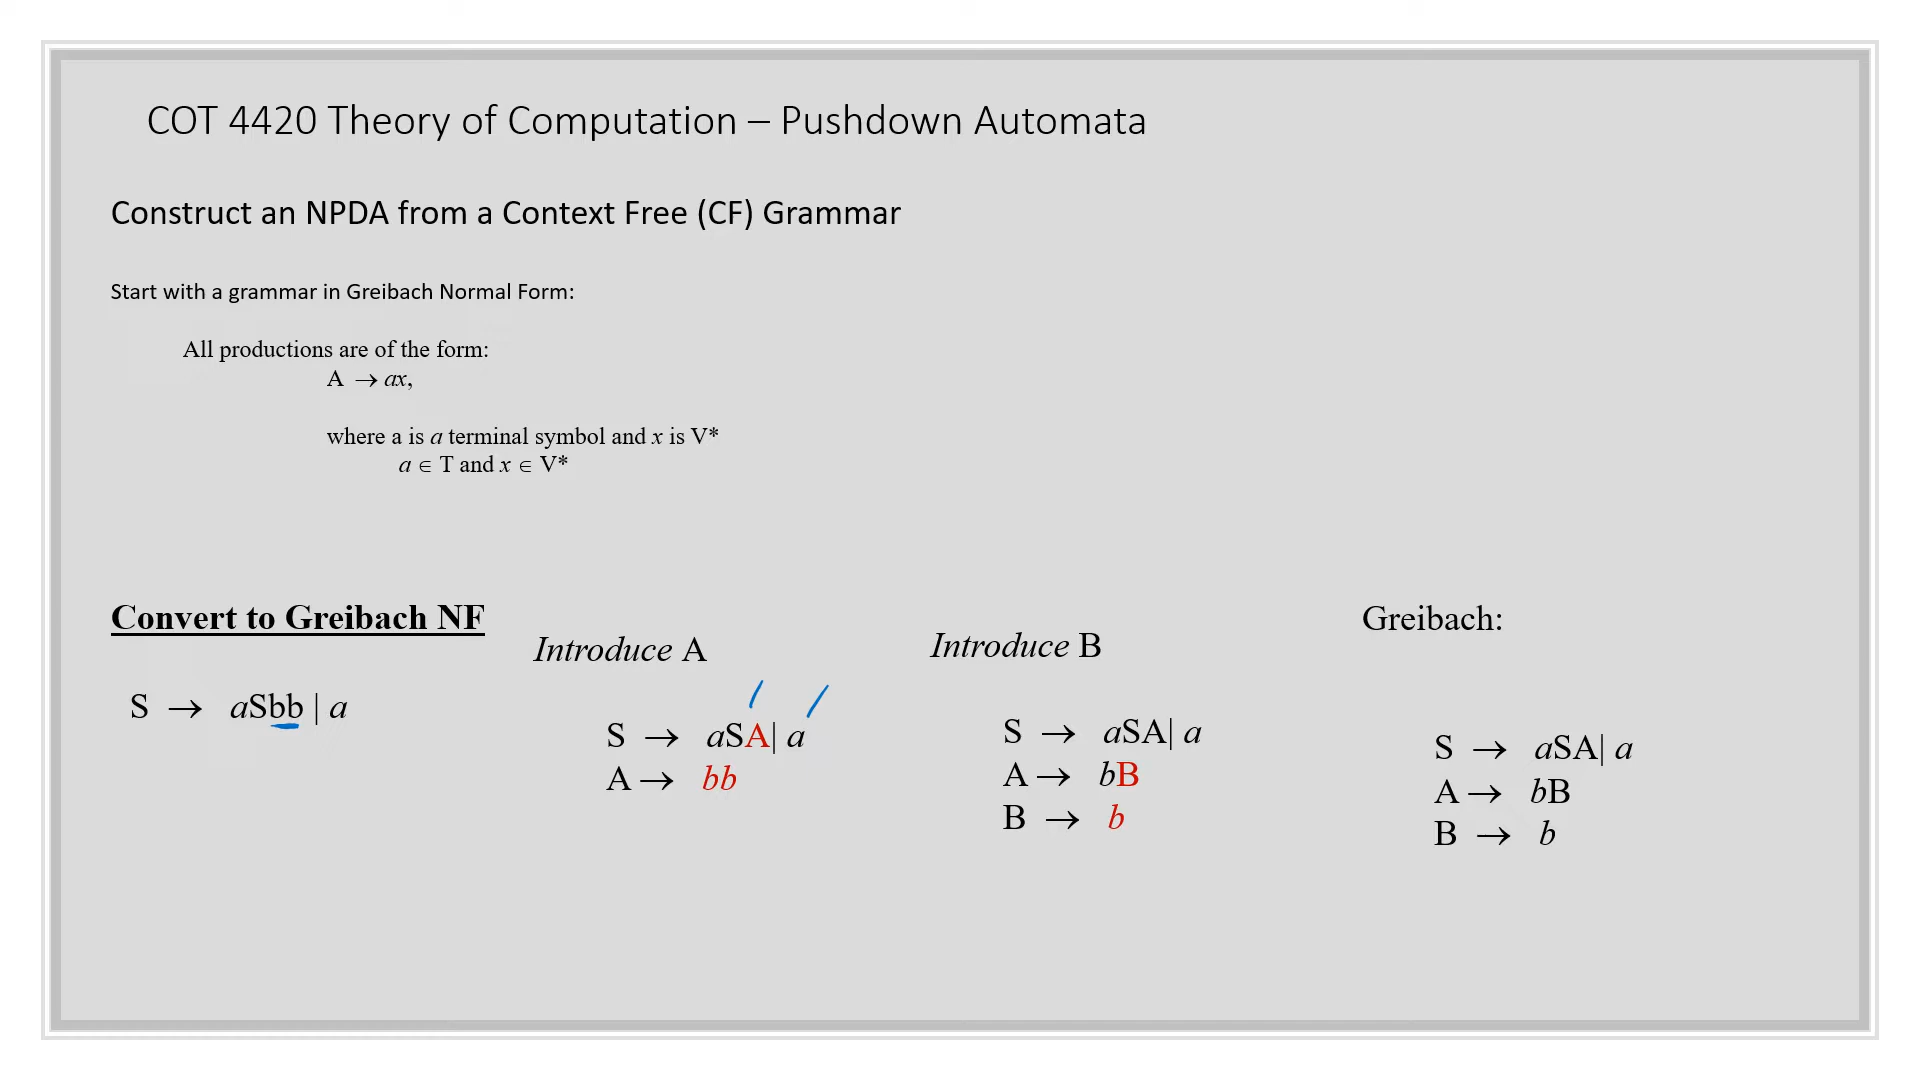 COT 4420 Theory of Computation – Pushdown Automata
Construct an NPDA from a Context Free (CF) Grammar
Start with a grammar in Greibach Normal Form:
All productions are of the form:
A → ax,
where a is a terminal symbol and x is V*
a ∈ T and x ∈ V*
Convert to Greibach NF
S → aSbb | a
Introduce A
S → aSA| a
A → bb
Introduce B
S → aSA| a
A → bB
B → b
Greibach:
S → aSA| a
A → bB
B → b